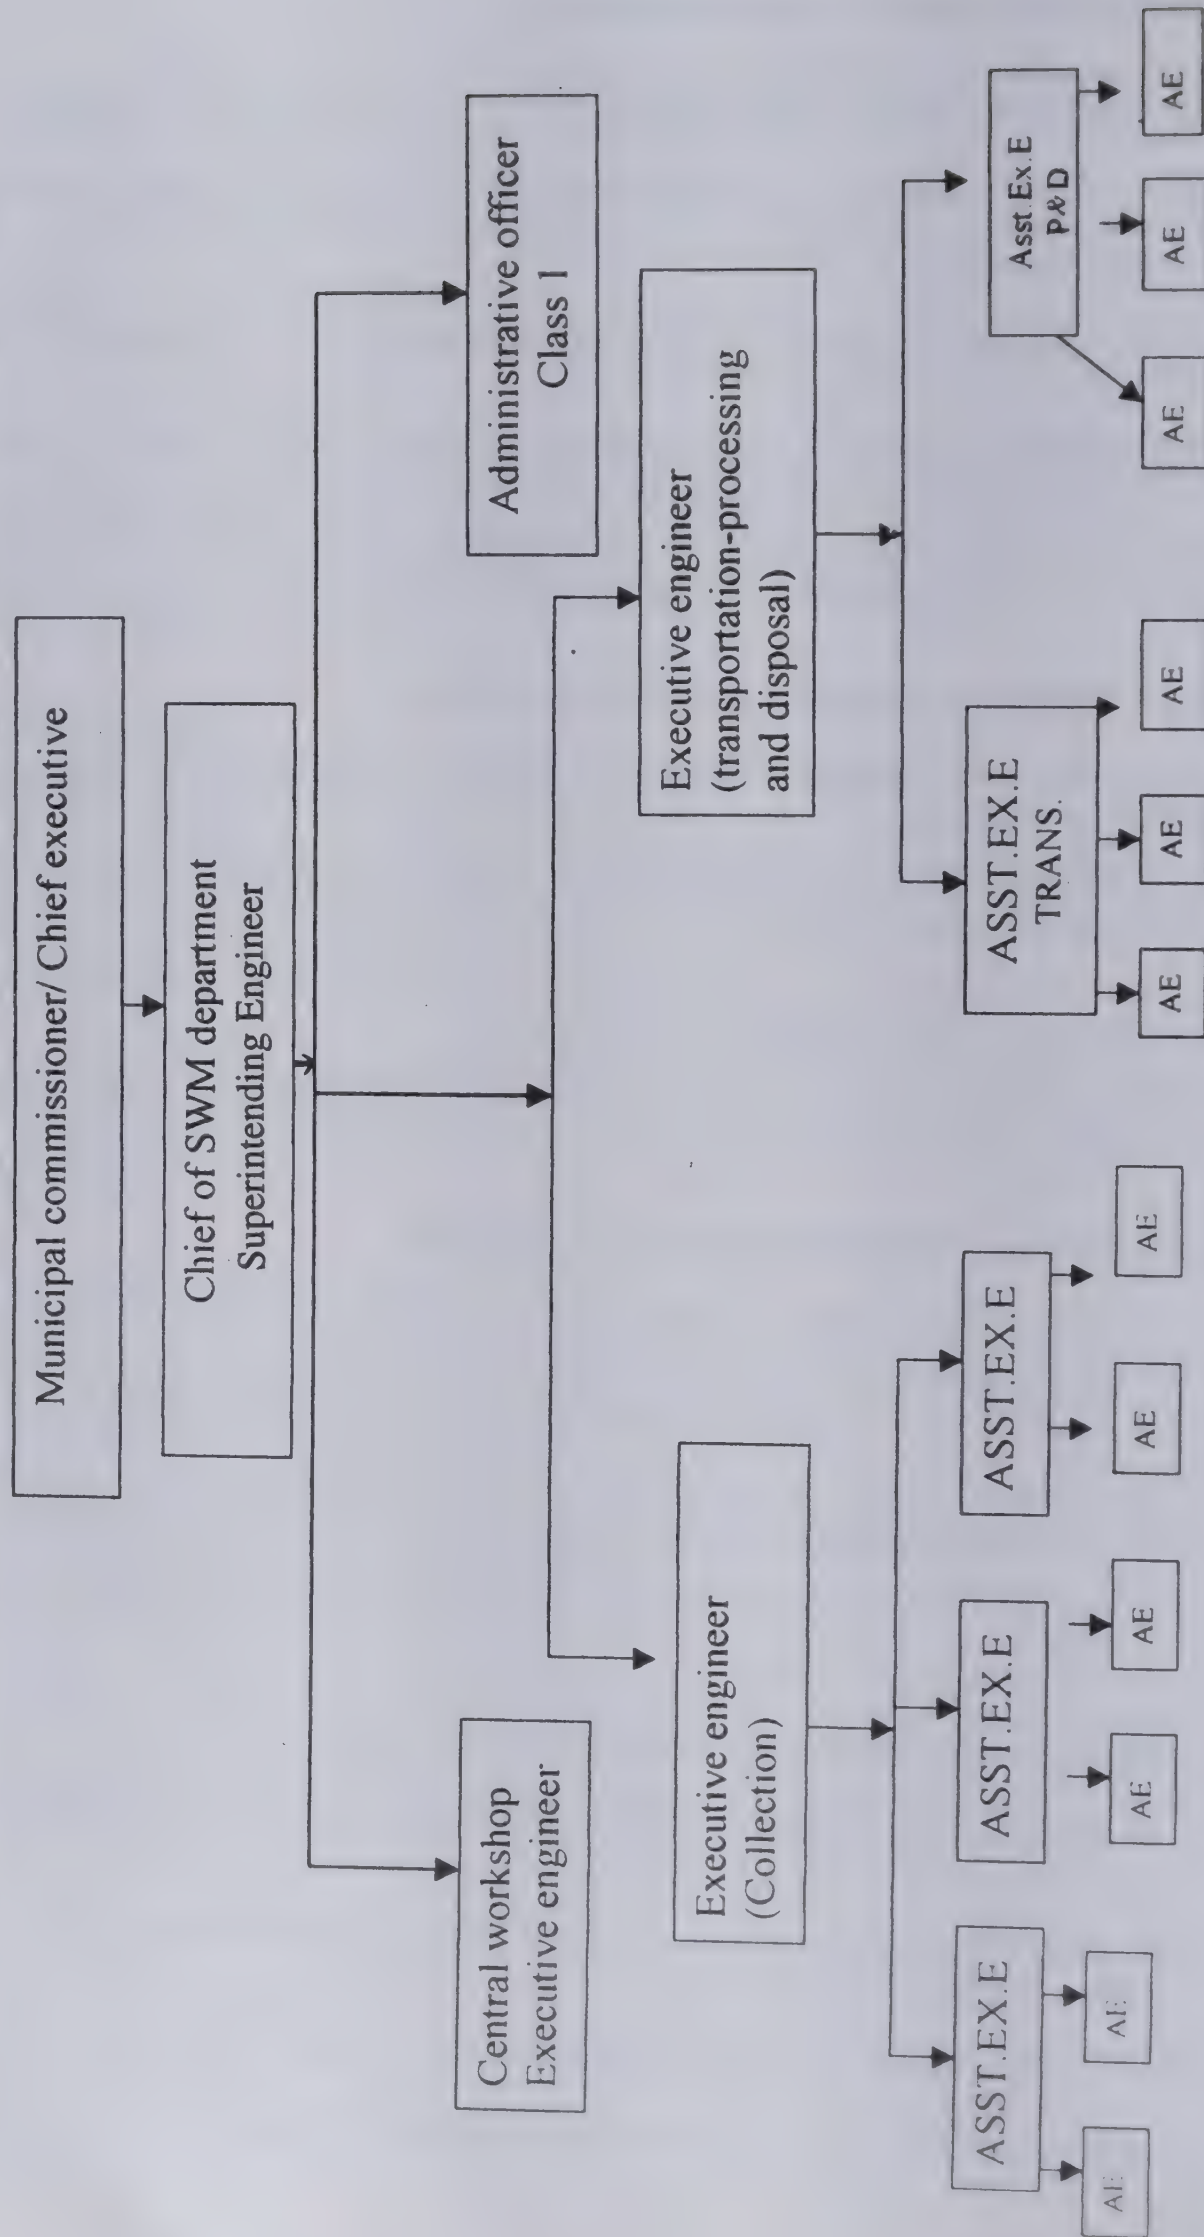 Municipal commissioner/ Chief executive
Chief of SWM department
Superintending Engineer
Central workshop
Executive engineer
Administrative officer
Class 1
Executive engineer
(Collection)
Executive engineer
(transportation-processing
and disposal)
ASST.EX.E
ASST.EX.E
ASST.EX.E
ASST.EX.E
TRANS.
Asst.Ex.E
P&D
AE
AE
AE
AE
AE
AE
AE
AE
AE
AE
AE
AE